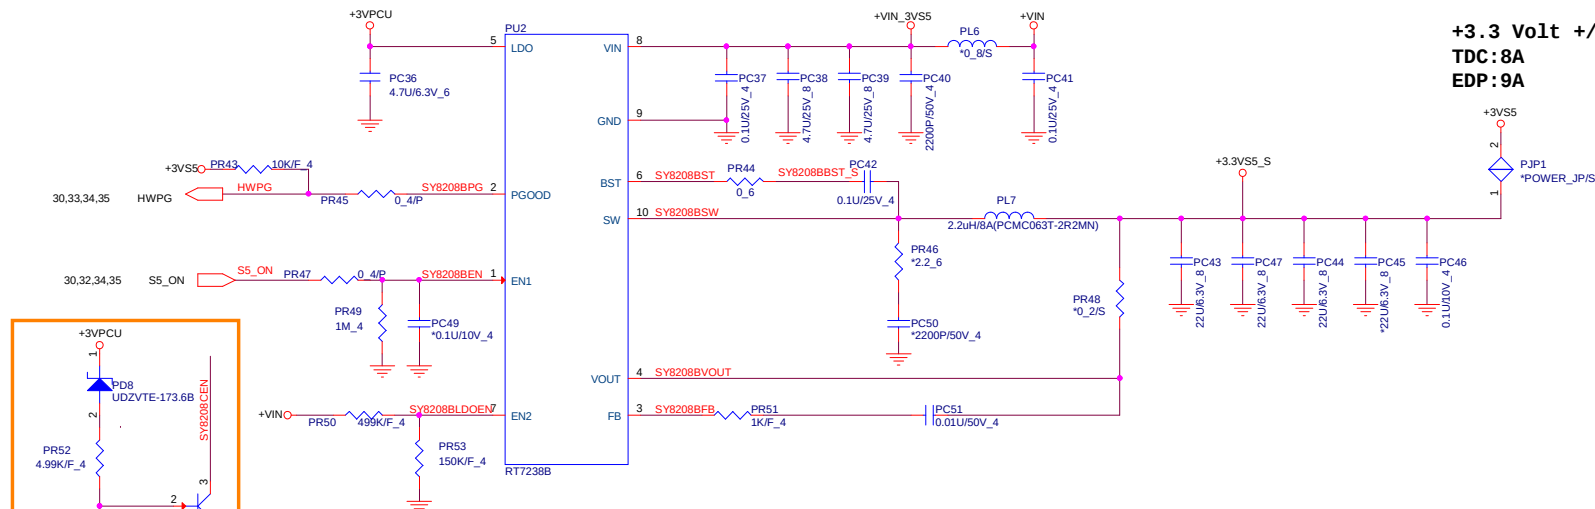 +3VPCU
PU2
+VIN_3VS5
+VIN
PL6
*0_8/S
+3.3 Volt +/
TDC:8A
EDP:9A
5
LDO
VIN
8
PC36
4.7U/6.3V_6
PC37
0.1U/25V_4
PC38
4.7U/25V_8
PC39
4.7U/25V_8
PC40
2200P/50V_4
PC41
0.1U/25V_4
GND
9
+3VS5
2
PJP1
*POWER_JP/S
1
+3VS5
PR43
10K/F_4
30,33,34,35
HWPG
HWPG
PR45
0_4/P
SY8208BPG
2
PGOOD
BST
6
SY8208BST
PR44
0_6
SY8208BBST_S
PC42
0.1U/25V_4
+3.3VS5_S
SW
10
SY8208BSW
PL7
2.2uH/8A(PCMC063T-2R2MN)
PR46
*2.2_6
PC50
*2200P/50V_4
PR48
*0_2/S
PC43
22U/6.3V_8
PC47
22U/6.3V_8
PC44
22U/6.3V_8
PC45
*22U/6.3V_8
PC46
0.1U/10V_4
30,32,34,35
S5_ON
S5_ON
PR47
0_4/P
SY8208BEN
1
EN1
PR49
1M_4
PC49
*0.1U/10V_4
VOUT
4
SY8208BVOUT
FB
3
SY8208BFB
PR51
1K/F_4
PC51
0.01U/50V_4
+VIN
PR50
499K/F_4
SY8208BLDOEN
7
EN2
PR53
150K/F_4
RT7238B
+3VPCU
1
PD8
UDZVTE-173.6B
2
PR52
4.99K/F_4
SY8208CEN
3
2